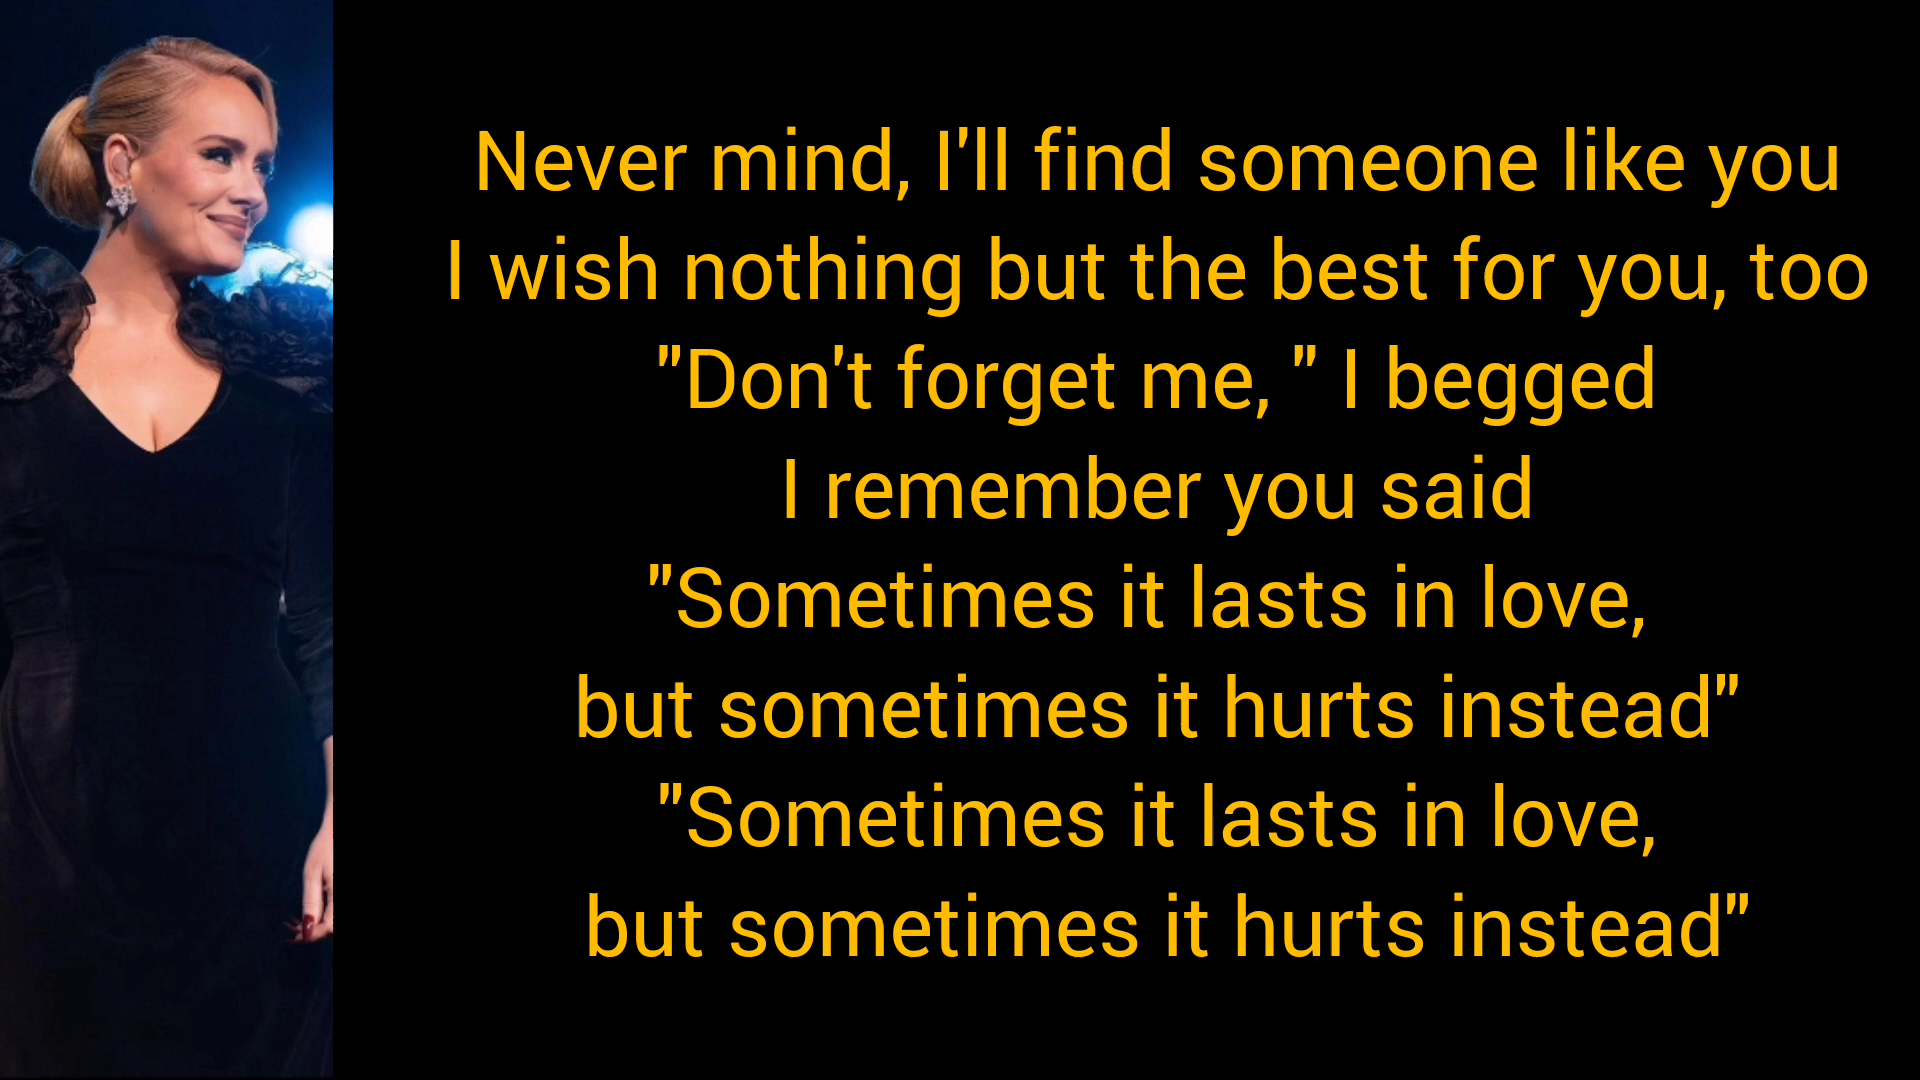 Never mind, I'll find someone like you
I wish nothing but the best for you, too
"Don't forget me, " I begged
I remember you said
"Sometimes it lasts in love,
but sometimes it hurts instead"
"Sometimes it lasts in love,
but sometimes it hurts instead"